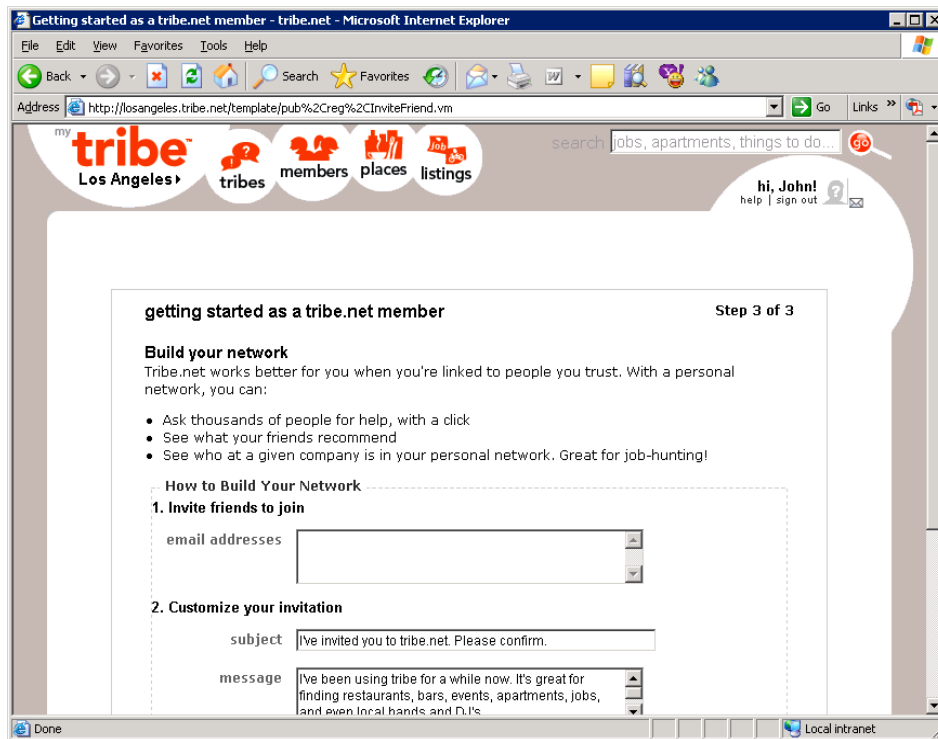 Getting started as a tribe.net member - tribe.net - Microsoft Internet Explorer
File Edit View Favorites Tools Help
Back Search Favorites
Address http://losangeles.tribe.net/template/pub%2Creg%2CInviteFriend.vm Go Links »
my tribe™
Los Angeles
tribes
members
places
Job
listings
search jobs, apartments, things to do... go
hi, John!
help | sign out
getting started as a tribe.net member Step 3 of 3
Build your network
Tribe.net works better for you when you're linked to people you trust. With a personal
network, you can:
• Ask thousands of people for help, with a click
• See what your friends recommend
• See who at a given company is in your personal network. Great for job-hunting!
How to Build Your Network
1. Invite friends to join
email addresses
2. Customize your invitation
subject I've invited you to tribe.net. Please confirm.
message I've been using tribe for a while now. It's great for
finding restaurants, bars, events, apartments, jobs,
and even local bands and DJ's
Done Local intranet